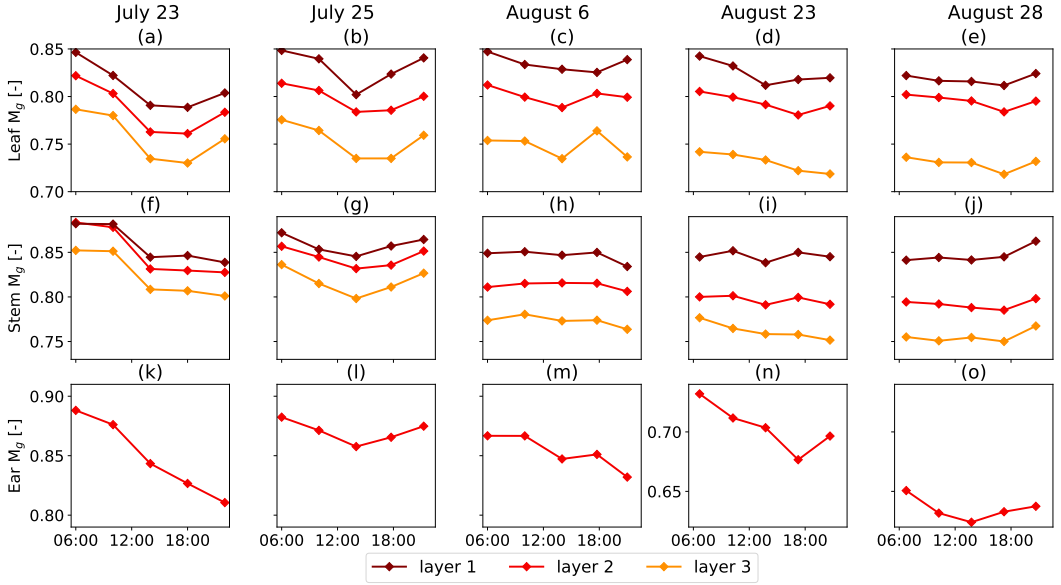 July 23 July 25 August 6 August 23 August 28
(a) (b) (c) (d) (e)
0.85
0.80
0.75
0.70
Leaf Mg [-]
(f) (g) (h) (i) (j)
0.85
0.80
0.75
Stem Mg [-]
(k) (l) (m) (n) (o)
0.90
0.85
0.80
Ear Mg [-]
0.70
0.65
06:00 12:00 18:00 06:00 12:00 18:00 06:00 12:00 18:00 06:00 12:00 18:00 06:00 12:00 18:00
layer 1 layer 2 layer 3